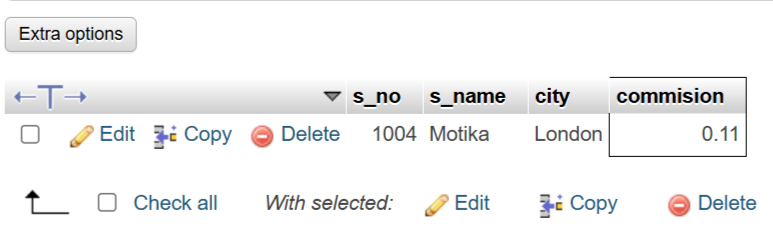 Extra options
s_no s_name city commision
Edit Copy Delete 1004 Motika London 0.11
Check all With selected: Edit Copy Delete